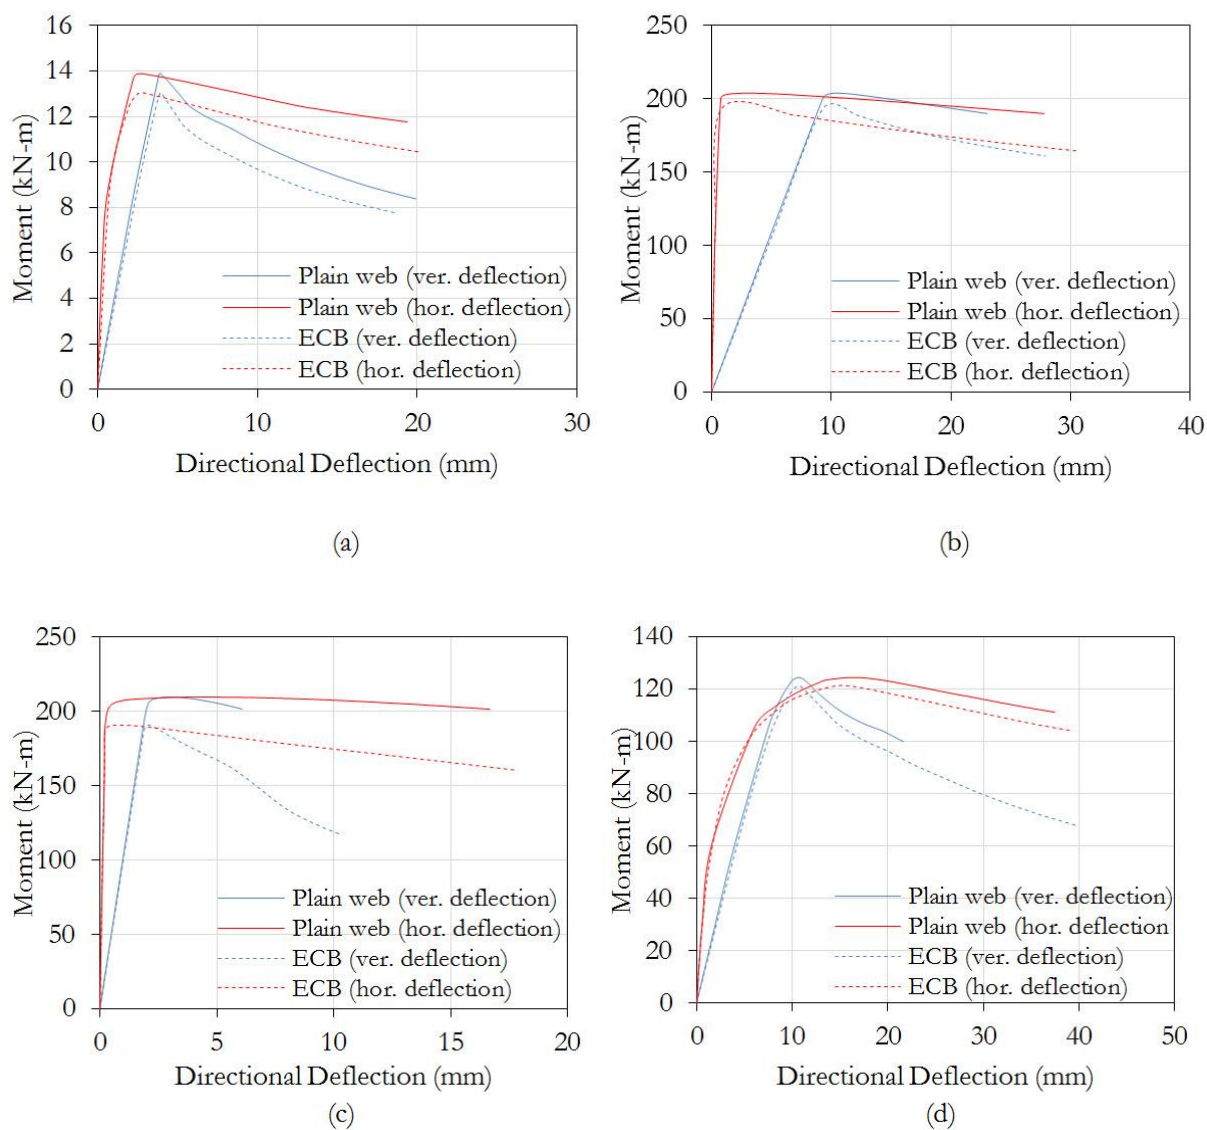 16
14
12
10
8
6
4
2
0
Moment (kN-m)
Plain web (ver. deflection)
Plain web (hor. deflection)
ECB (ver. deflection)
ECB (hor. deflection)
0 10 20 30
Directional Deflection (mm)
(a)
250
200
150
100
50
0
Moment (kN-m)
Plain web (ver. deflection)
Plain web (hor. deflection)
ECB (ver. deflection)
ECB (hor. deflection)
0 10 20 30 40
Directional Deflection (mm)
(b)
250
200
150
100
50
0
Moment (kN-m)
Plain web (ver. deflection)
Plain web (hor. deflection)
ECB (ver. deflection)
ECB (hor. deflection)
0 5 10 15 20
Directional Deflection (mm)
(c)
140
120
100
80
60
40
20
0
Moment (kN-m)
Plain web (ver. deflection)
Plain web (hor. deflection
ECB (ver. deflection)
ECB (hor. deflection)
0 10 20 30 40 50
Directional Deflection (mm)
(d)